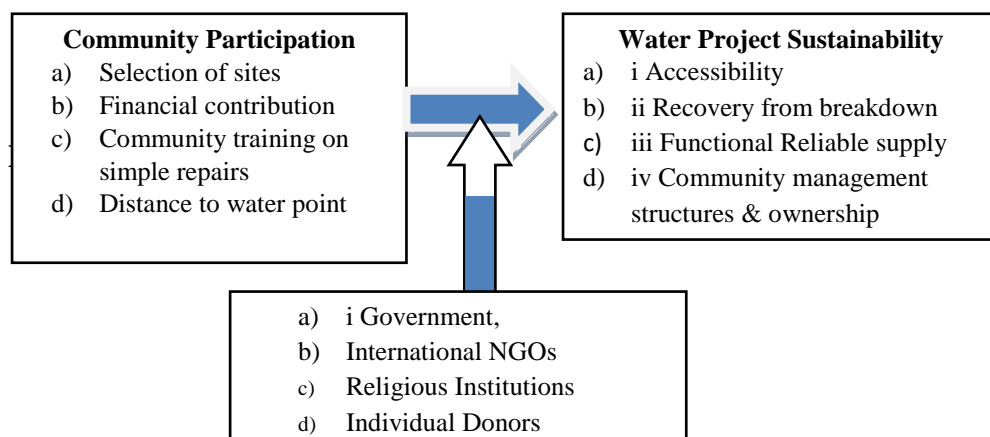 Community Participation
a) Selection of sites
b) Financial contribution
c) Community training on
simple repairs
d) Distance to water point
Water Project Sustainability
a) i Accessibility
b) ii Recovery from breakdown
c) iii Functional Reliable supply
d) iv Community management
structures & ownership
a) i Government,
b) International NGOs
c) Religious Institutions
d) Individual Donors